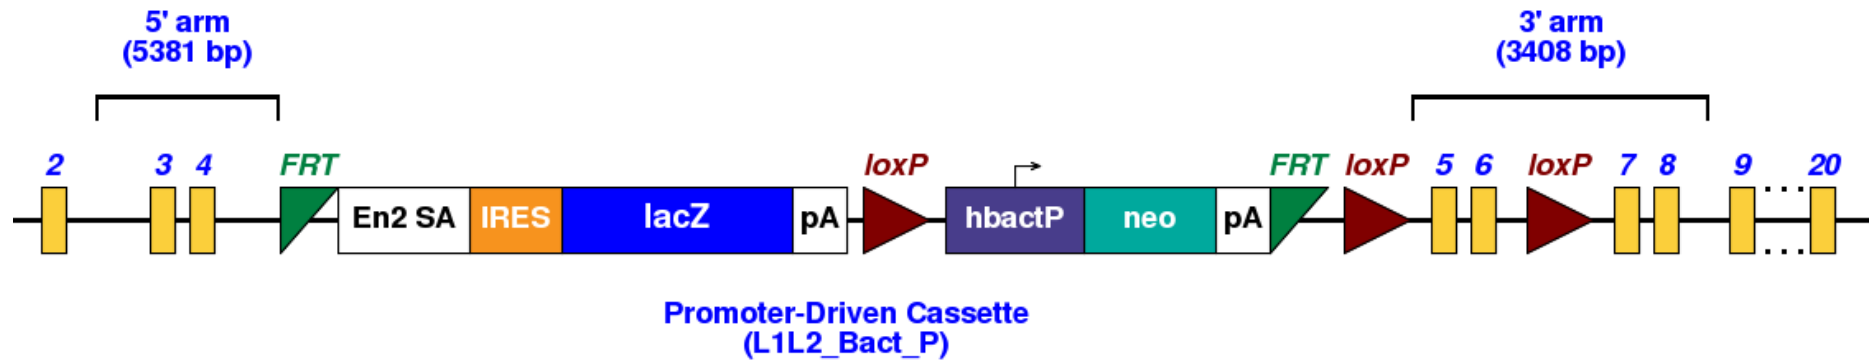 5' arm
(5381 bp)
3' arm
(3408 bp)
2 3 4 FRT loxP FRT loxP 5 6 loxP 7 8 9 20
En2 SA IRES lacZ pA hbactP neo pA
Promoter-Driven Cassette
(L1L2_Bact_P)